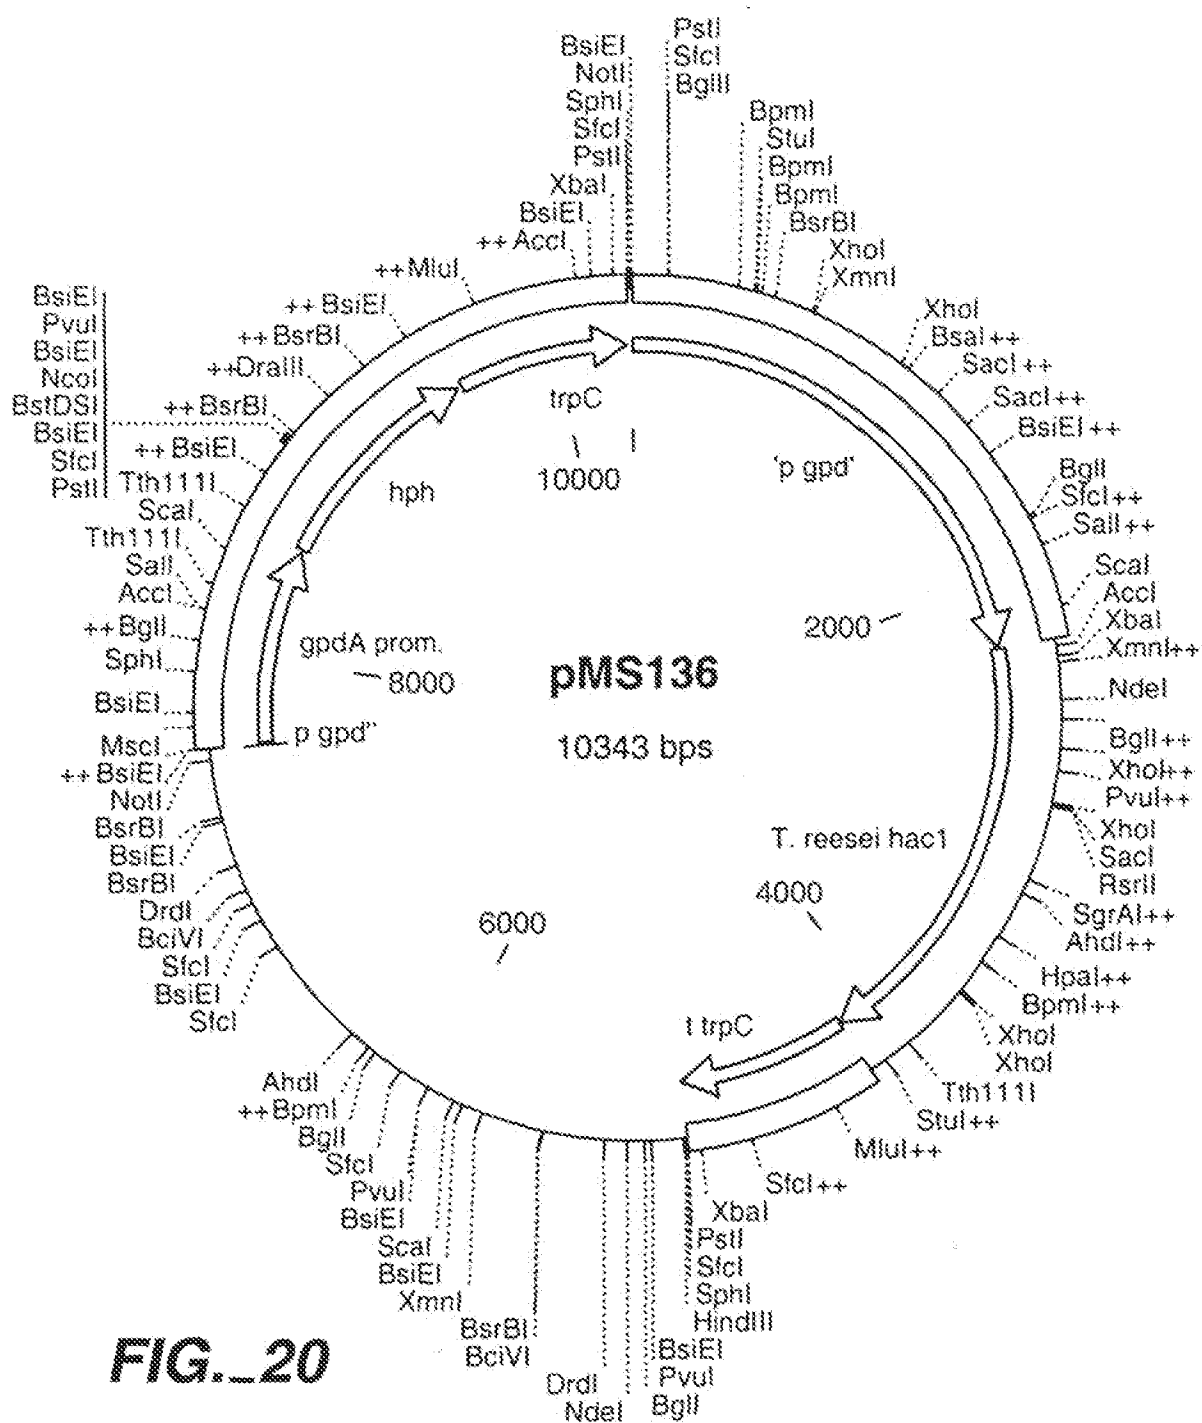 BsiEI
NotI
SphI
SfcI
PstI
XbaI
BsiEI
++ AccI
++ MluI
++ BsiEI
++ BsrBI
++DraIII
++ BsrBI
++ BsiEI
BsiEI
PvuI
BsiEI
NcoI
BstDSI
BsiEI
SfcI
PstI
Tth111I
ScaI
Tth111I
SalI
AccI
++ BglI
SphI
BsiEI
MscI
++ BsiEI
NotI
BsrBI
BsiEI
BsrBI
DrdI
BciVI
SfcI
BsiEI
SfcI
AhdI
++ BpmI
BglI
SfcI
PvuI
BsiEI
ScaI
BsiEI
XmnI
BsrBI
BciVI
DrdI
NdeI
PstI
SfcI
BglII
BpmI
StuI
BpmI
BpmI
BsrBI
XhoI
XmnI
XhoI
BsaI ++
SacI ++
SacI ++
BsiEI ++
BglI
SfcI ++
SalI ++
ScaI
AccI
XbaI
XmnI++
NdeI
BglI ++
XhoI++
PvuI ++
XhoI
SacI
RsrII
SgrAI++
AhdI ++
HpaI++
BpmI ++
XhoI
XhoI
Tth111I
StuI ++
MluI ++
SfcI ++
XbaI
PstI
SfcI
SphI
HindIII
BsiEI
PvuI
BglI
trpC
hph
gpdA prom.
p gpd''
'p gpd'
T. reesei hac1
t trpC
10000
I
2000
8000
4000
6000
pMS136
10343 bps
FIG._20